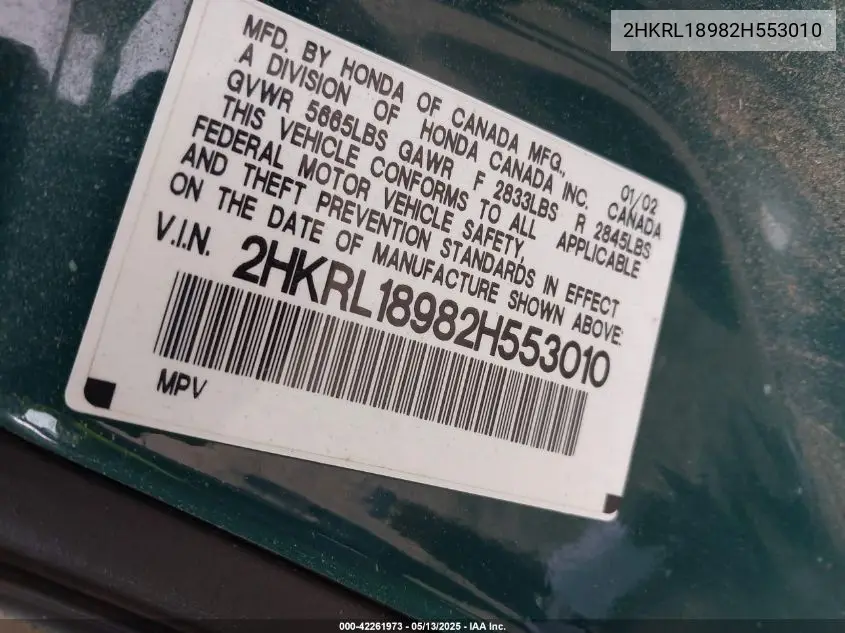 2HKRL18982H553010
MFD. BY HONDA OF CANADA MFG., 01/02
A DIVISION OF HONDA CANADA INC. CANADA
GVWR 5665LBS GAWR F 2833LBS R 2845LBS
THIS VEHICLE CONFORMS TO ALL APPLICABLE
FEDERAL MOTOR VEHICLE SAFETY,
AND THEFT PREVENTION STANDARDS IN EFFECT
ON THE DATE OF MANUFACTURE SHOWN ABOVE.
V.I.N. 2HKRL18982H553010
MPV
000-42261973 - 05/13/2025 - IAA Inc.